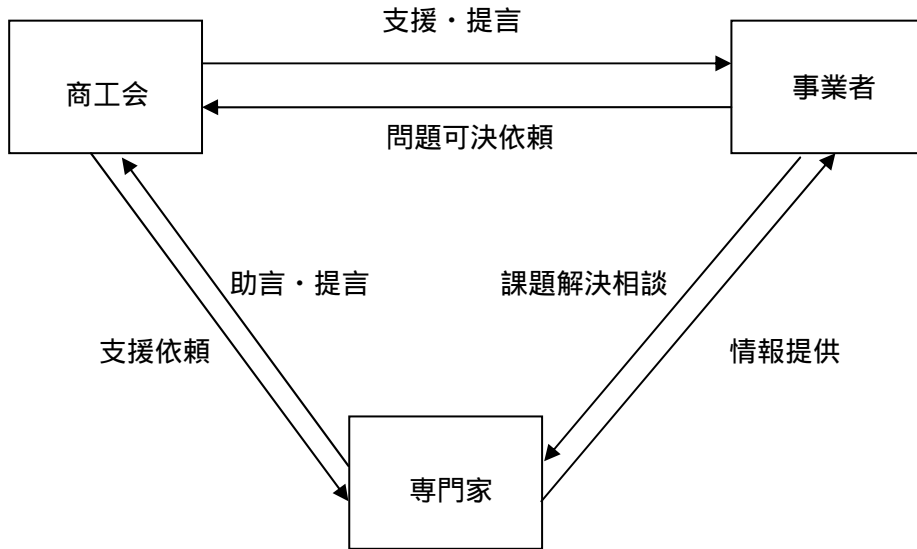 支援・提言
商工会
事業者
問題可決依頼
助言・提言
課題解決相談
支援依頼
情報提供
専門家